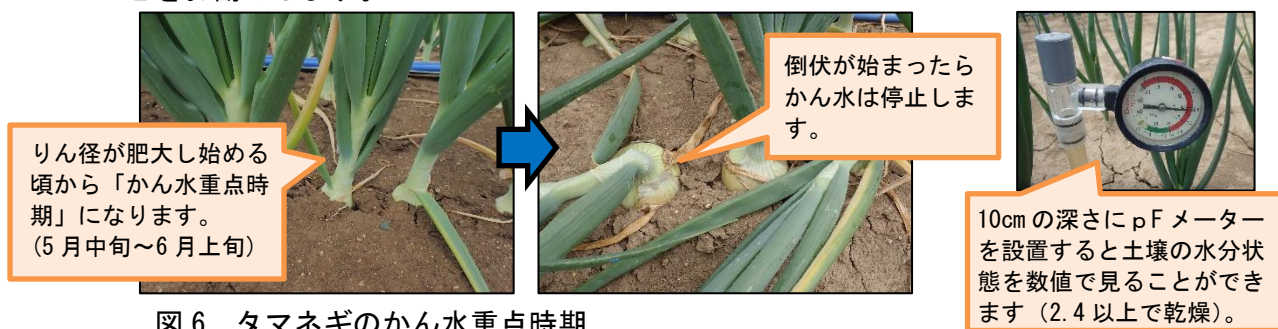 りん径が肥大し始める
頃から「かん水重点時
期」になります。
(5月中旬～6月上旬)
倒伏が始まったら
かん水は停止しま
す。
10cmの深さにpFメーター
を設置すると土壌の水分状
態を数値で見ることができ
ます（2.4以上で乾燥）。
図6 タマネギのかん水重点時期